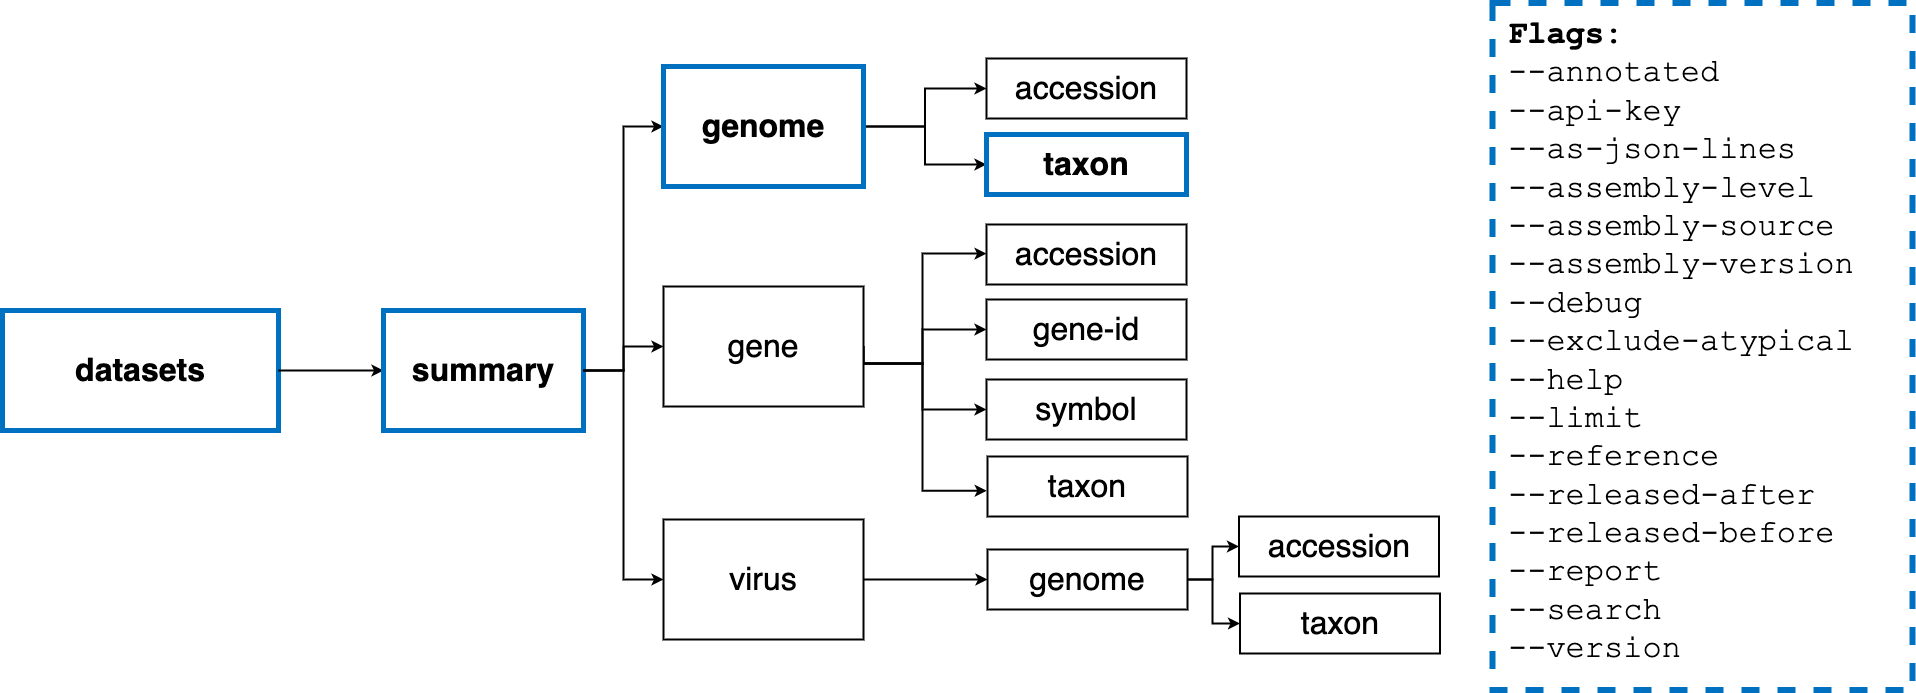 datasets
summary
genome
accession
taxon
gene
accession
gene-id
symbol
taxon
virus
genome
accession
taxon
Flags:
--annotated
--api-key
--as-json-lines
--assembly-level
--assembly-source
--assembly-version
--debug
--exclude-atypical
--help
--limit
--reference
--released-after
--released-before
--report
--search
--version